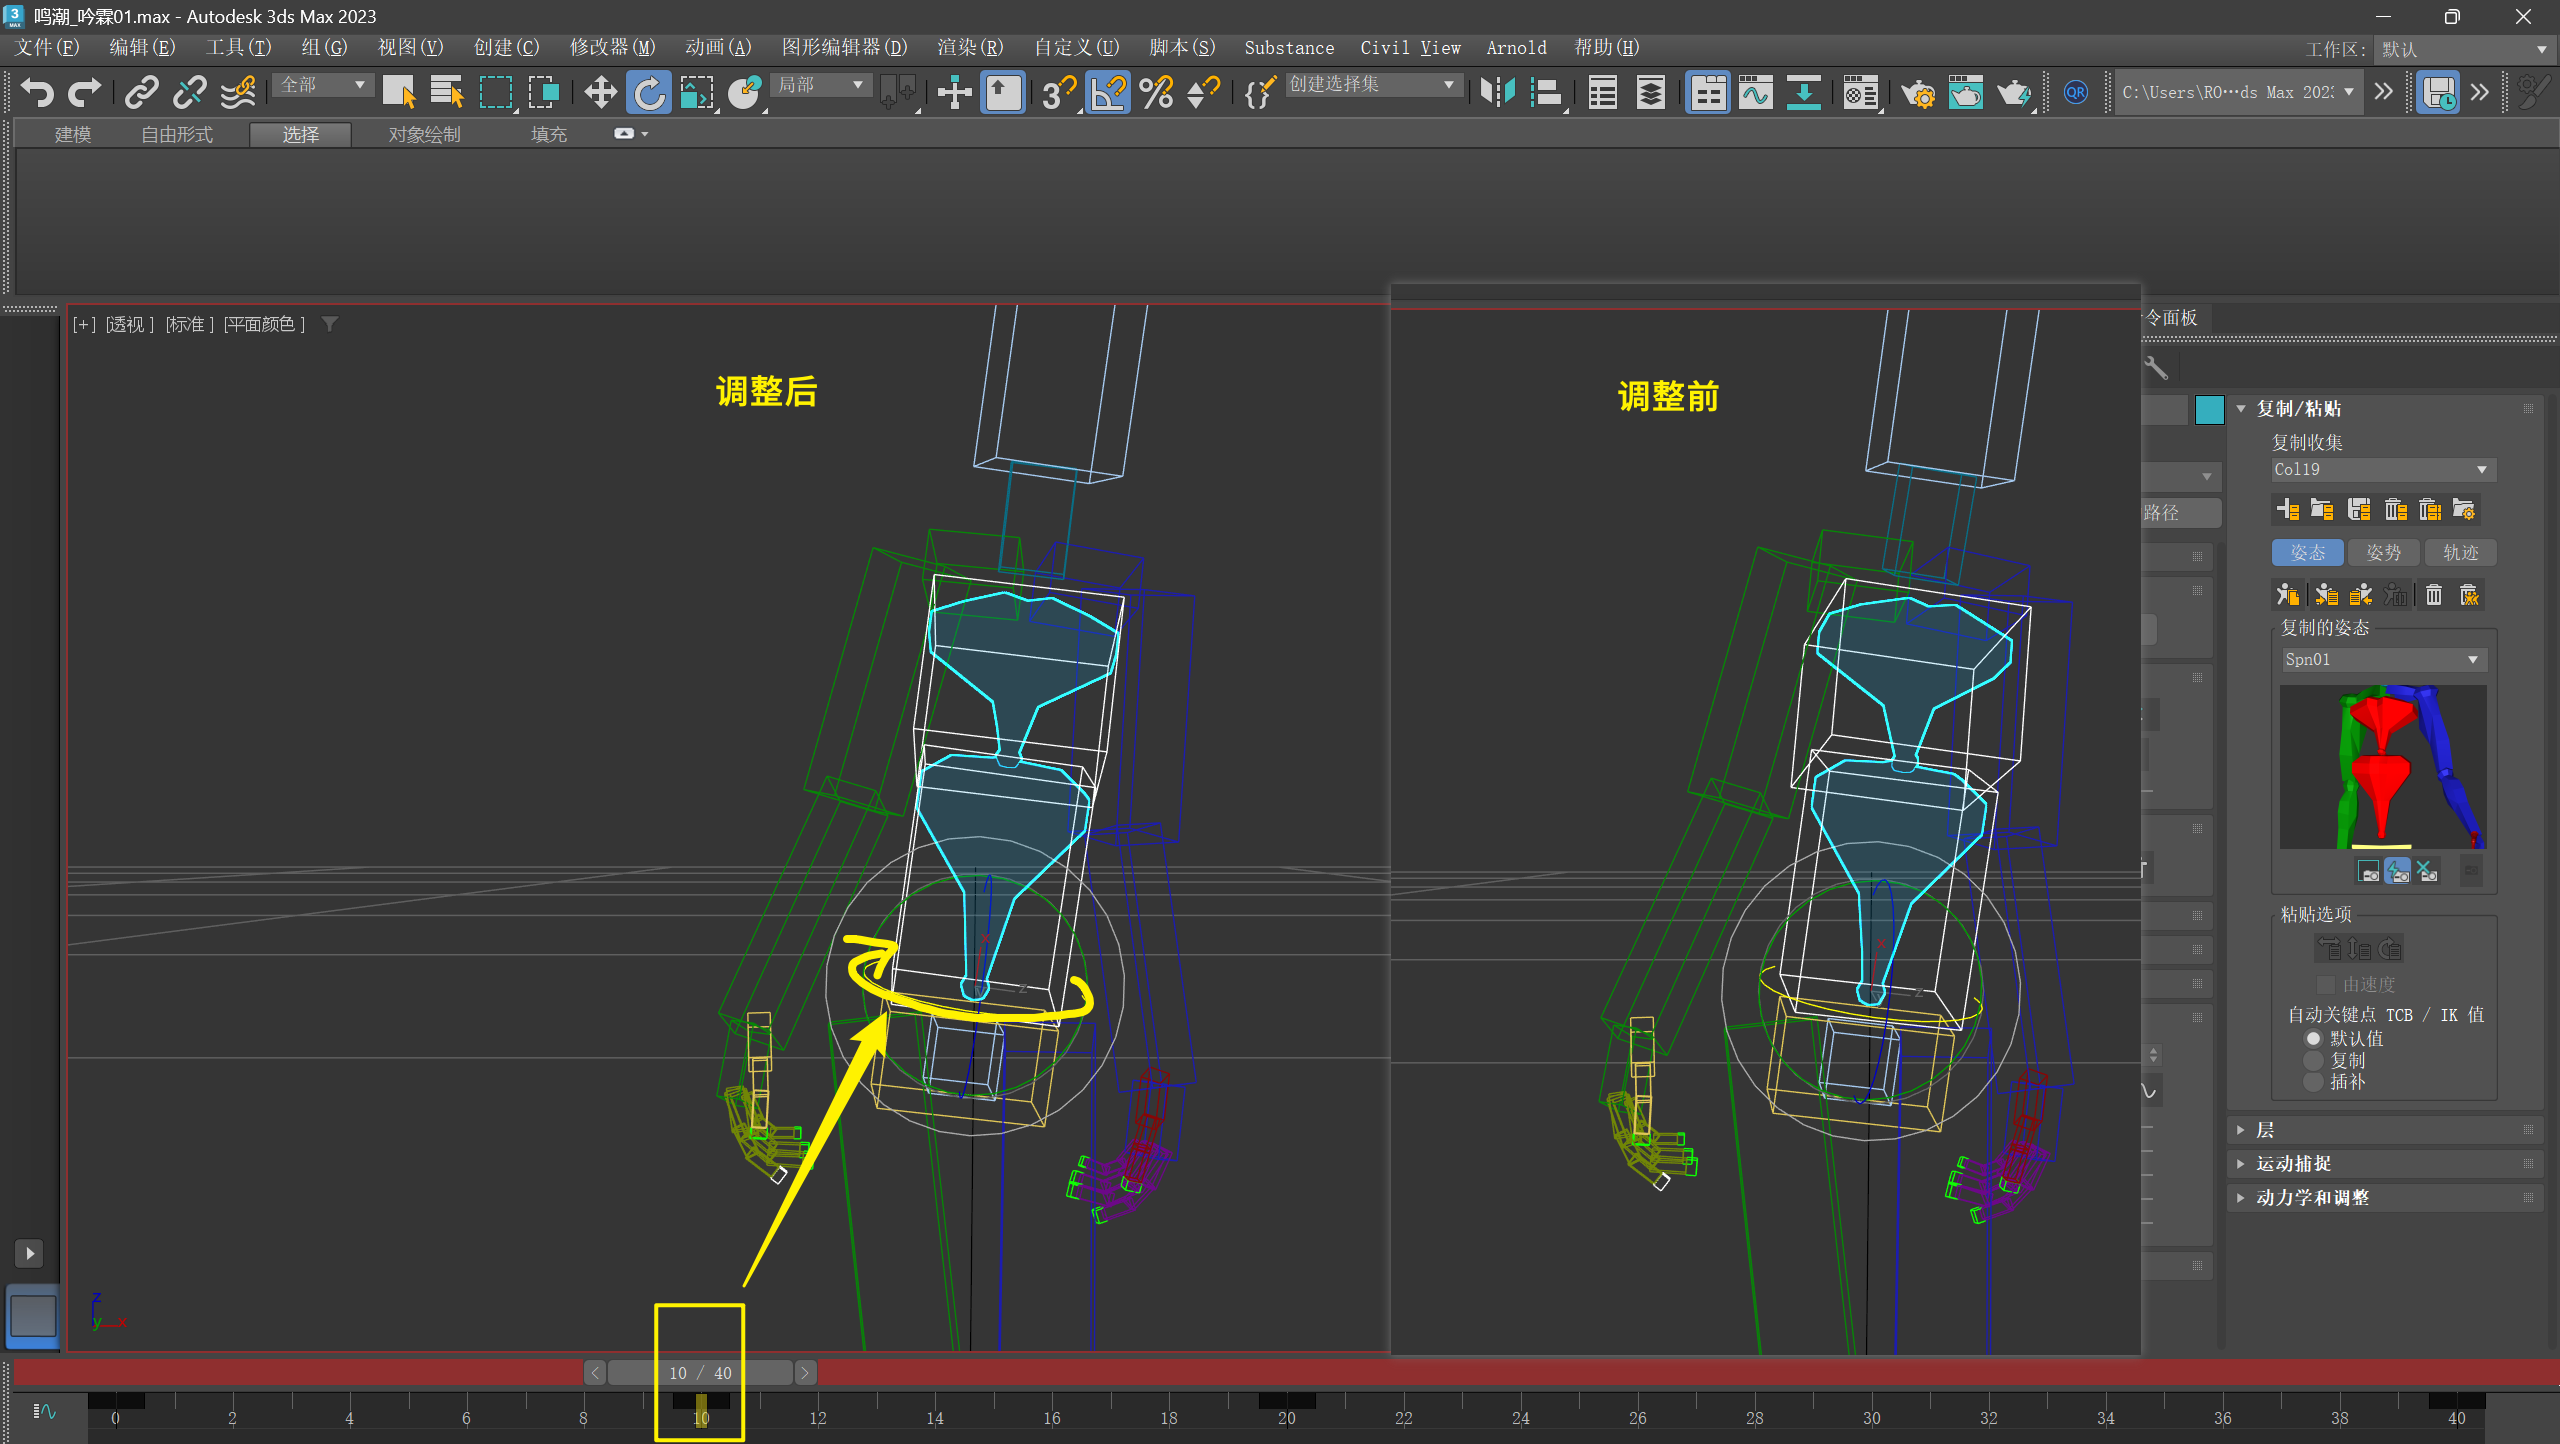 鸣潮_吟霖01.max - Autodesk 3ds Max 2023
文件(F) 编辑(E) 工具(T) 组(G) 视图(V) 创建(C) 修改器(M) 动画(A) 图形编辑器(D) 渲染(R) 自定义(U) 脚本(S) Substance Civil View Arnold 帮助(H)
工作区: 默认
全部
局部
创建选择集
C:\Users\RO···ds Max 202
建模 自由形式 选择 对象绘制 填充
[+] [透视] [标准] [平面颜色]
调整后
调整前
令面板
复制/粘贴
复制收集
Col19
路径
姿态 姿势 轨迹
复制的姿态
Spn01
粘贴选项
由速度
自动关键点 TCB / IK 值
默认值
复制
插补
层
运动捕捉
动力学和调整
z
y x
x
z
10 / 40
0 2 4 6 8 10 12 14 16 18 20 22 24 26 28 30 32 34 36 38 40